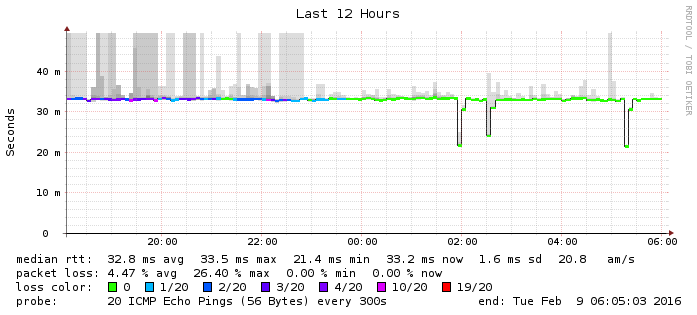 Last 12 Hours
RRDTOOL / TOBI OETIKER
Seconds
40 m
30 m
20 m
10 m
0
20:00 22:00 00:00 02:00 04:00 06:00
median rtt: 32.8 ms avg 33.5 ms max 21.4 ms min 33.2 ms now 1.6 ms sd 20.8 am/s
packet loss: 4.47 % avg 26.40 % max 0.00 % min 0.00 % now
loss color: 0 1/20 2/20 3/20 4/20 10/20 19/20
probe: 20 ICMP Echo Pings (56 Bytes) every 300s end: Tue Feb 9 06:05:03 2016